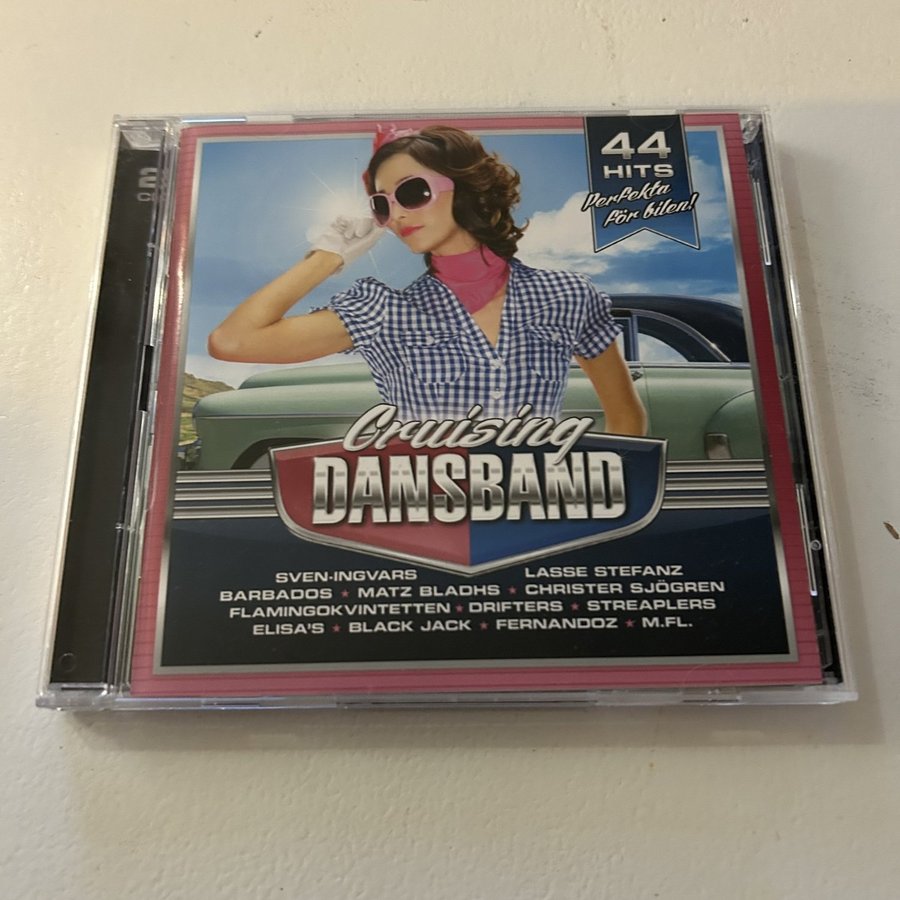 44
HITS
Perfekta
för bilen!
2
Cruising
DANSBAND
SVEN-INGVARS LASSE STEFANZ
BARBADOS ★ MATZ BLADHS ★ CHRISTER SJÖGREN
FLAMINGOKVINTETTEN ★ DRIFTERS ★ STREAPLERS
ELISA'S ★ BLACK JACK ★ FERNANDOZ ★ M.FL.